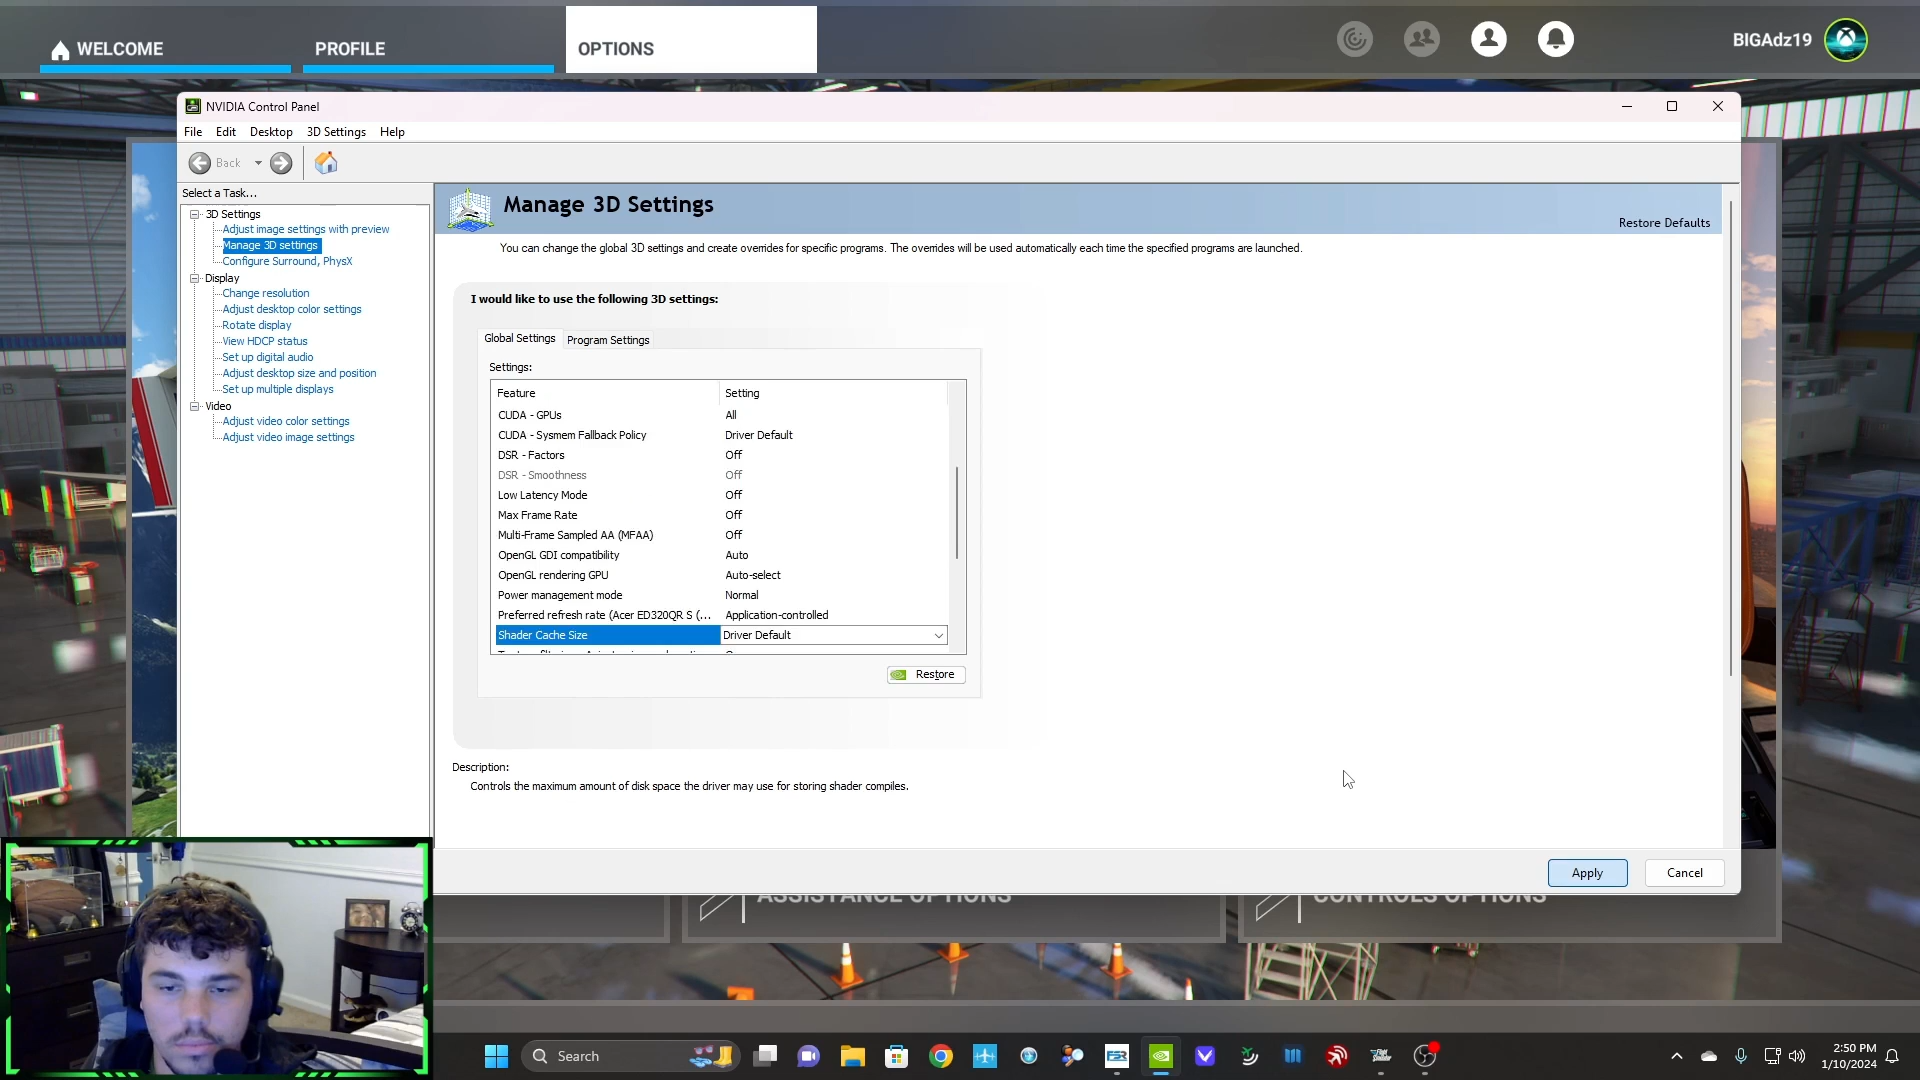 WELCOME
PROFILE
OPTIONS
BIGAdz19
NVIDIA Control Panel
File Edit Desktop 3D Settings Help
Back
Select a Task...
3D Settings
Adjust image settings with preview
Manage 3D settings
Configure Surround, PhysX
Display
Change resolution
Adjust desktop color settings
Rotate display
View HDCP status
Set up digital audio
Adjust desktop size and position
Set up multiple displays
Video
Adjust video color settings
Adjust video image settings
Manage 3D Settings
Restore Defaults
You can change the global 3D settings and create overrides for specific programs. The overrides will be used automatically each time the specified programs are launched.
I would like to use the following 3D settings:
Global Settings Program Settings
Settings:
Feature Setting
CUDA - GPUs All
CUDA - Sysmem Fallback Policy Driver Default
DSR - Factors Off
DSR - Smoothness Off
Low Latency Mode Off
Max Frame Rate Off
Multi-Frame Sampled AA (MFAA) Off
OpenGL GDI compatibility Auto
OpenGL rendering GPU Auto-select
Power management mode Normal
Preferred refresh rate (Acer ED320QR S (... Application-controlled
Shader Cache Size Driver Default
Restore
Description:
Controls the maximum amount of disk space the driver may use for storing shader compiles.
Apply Cancel
ASSISTANCE OPTIONS
CONTROLS OPTIONS
Search
FSR
2:50 PM
1/10/2024